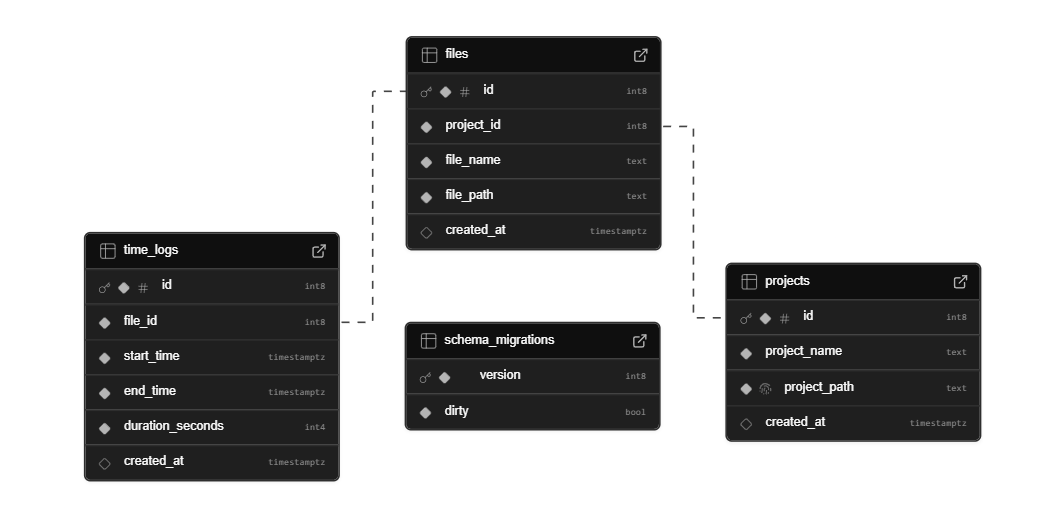 files
id int8
project_id int8
file_name text
file_path text
created_at timestamptz
time_logs
id int8
file_id int8
start_time timestamptz
end_time timestamptz
duration_seconds int4
created_at timestamptz
schema_migrations
version int8
dirty bool
projects
id int8
project_name text
project_path text
created_at timestamptz